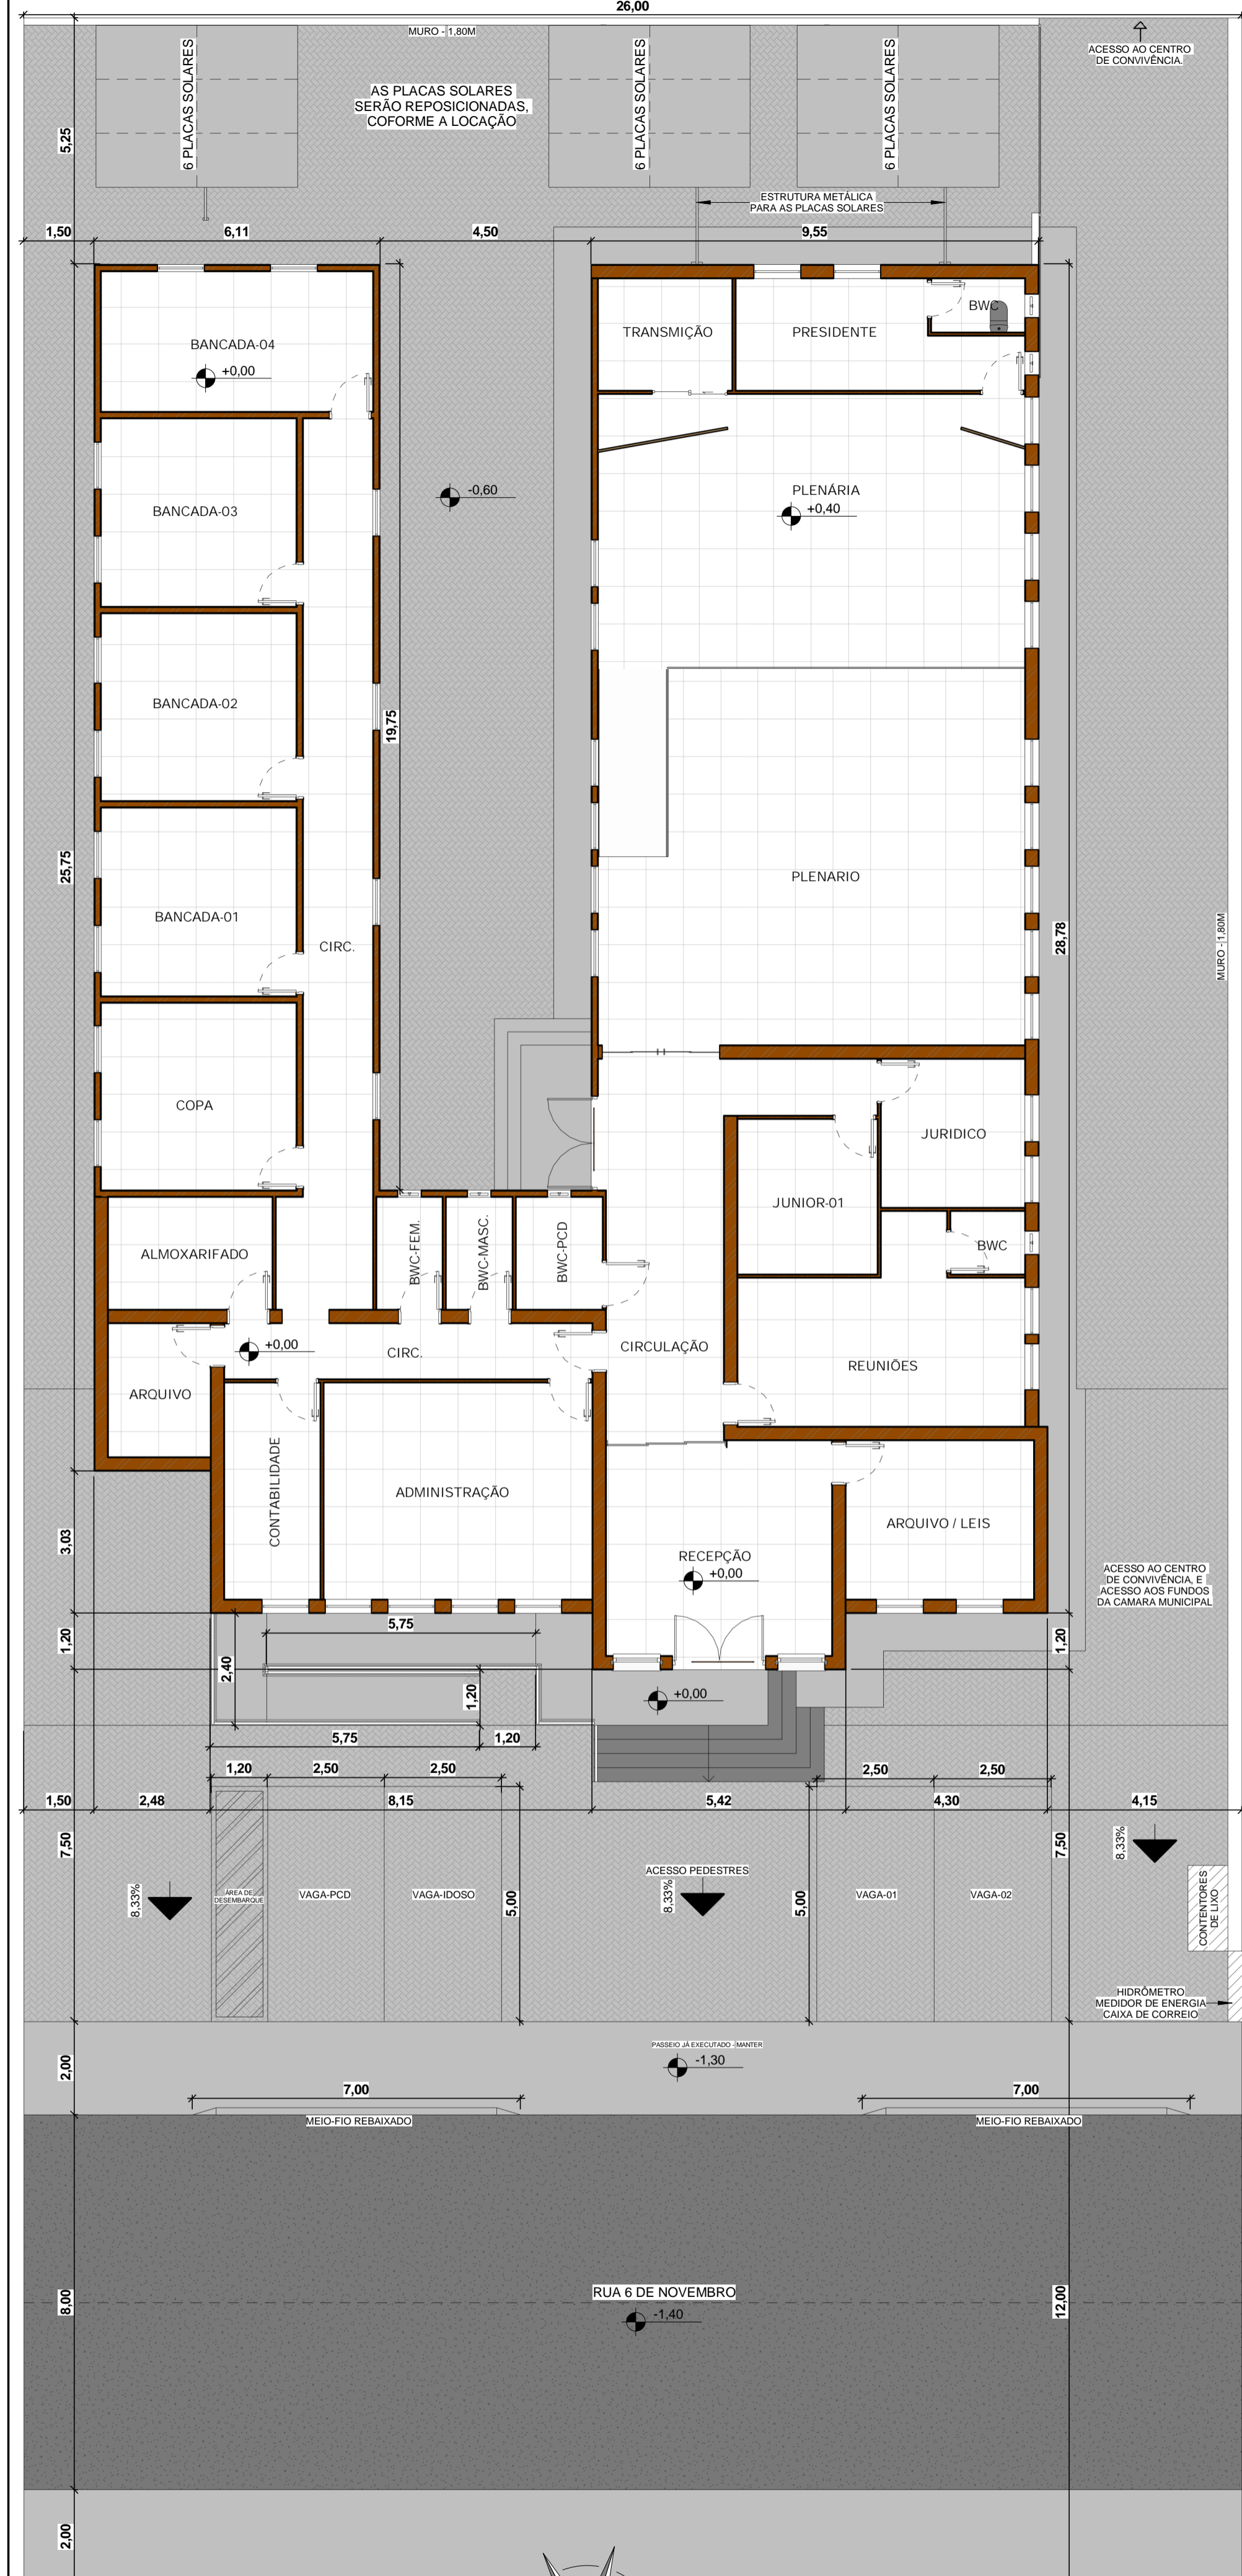 26,00
MURO - 1,80M
6 PLACAS SOLARES
6 PLACAS SOLARES
6 PLACAS SOLARES
ACESSO AO CENTRO
DE CONVIVÊNCIA.
AS PLACAS SOLARES
SERÃO REPOSICIONADAS,
COFORME A LOCAÇÃO
5,25
ESTRUTURA METÁLICA
PARA AS PLACAS SOLARES
1,50
6,11
4,50
9,55
BANCADA-04
+0,00
TRANSMIÇÃO
PRESIDENTE
BWC
BANCADA-03
-0,60
PLENÁRIA
+0,40
BANCADA-02
19,75
25,75
PLENARIO
BANCADA-01
CIRC.
28,78
MURO - 1.80M
COPA
JURIDICO
JUNIOR-01
ALMOXARIFADO
BWC-FEM.
BWC-MASC.
BWC-PCD
BWC
+0,00
CIRC.
CIRCULAÇÃO
REUNIÕES
ARQUIVO
CONTABILIDADE
ADMINISTRAÇÃO
ARQUIVO / LEIS
3,03
RECEPÇÃO
+0,00
ACESSO AO CENTRO
DE CONVIVÊNCIA, E
ACESSO AOS FUNDOS
DA CAMARA MUNICIPAL
5,75
1,20
2,40
1,20
1,20
+0,00
5,75
1,20
1,20
2,50
2,50
2,50
2,50
1,50
2,48
8,15
5,42
4,30
4,15
7,50
7,50
8,33%
ÁREA DE
DESEMBARQUE
VAGA-PCD
VAGA-IDOSO
5,00
ACESSO PEDESTRES
8,33%
5,00
VAGA-01
VAGA-02
8,33%
CONTENTORES
DE LIXO
HIDRÔMETRO
MEDIDOR DE ENERGIA
CAIXA DE CORREIO
PASSEIO JÁ EXECUTADO - MANTER
-1,30
2,00
7,00
7,00
MEIO-FIO REBAIXADO
MEIO-FIO REBAIXADO
RUA 6 DE NOVEMBRO
-1,40
8,00
12,00
2,00